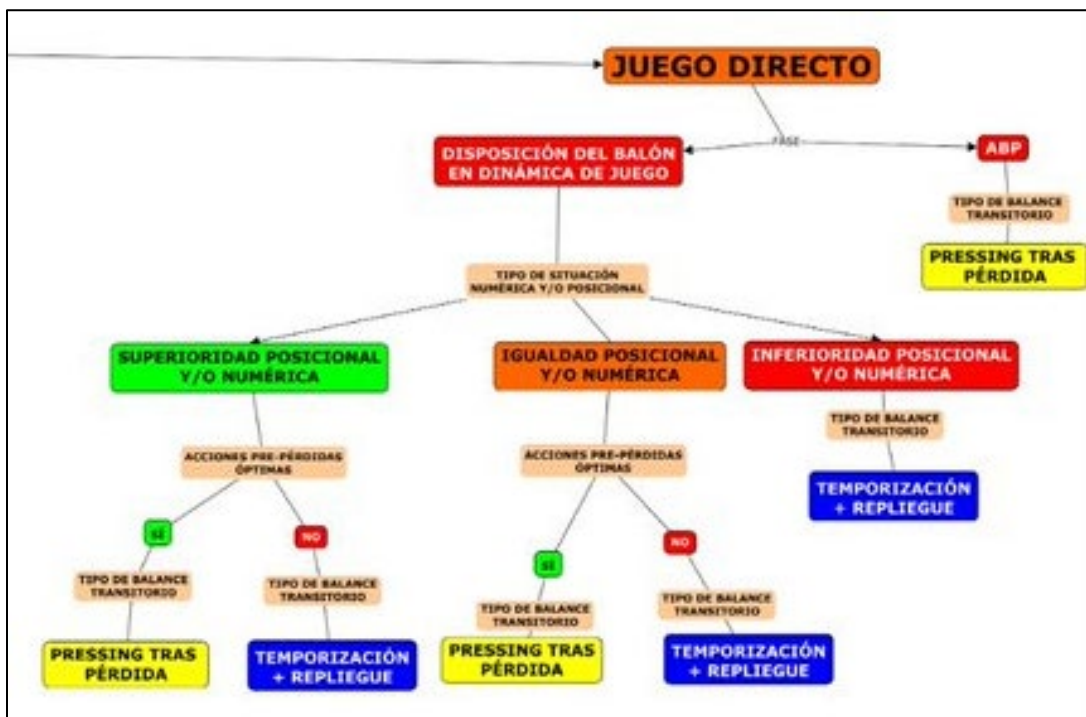 JUEGO DIRECTO
FASE
DISPOSICIÓN DEL BALÓN
EN DINÁMICA DE JUEGO
ABP
TIPO DE BALANCE
TRANSITORIO
PRESSING TRAS
PÉRDIDA
TIPO DE SITUACIÓN
NUMÉRICA Y/O POSICIONAL
SUPERIORIDAD POSICIONAL
Y/O NUMÉRICA
IGUALDAD POSICIONAL
Y/O NUMÉRICA
INFERIORIDAD POSICIONAL
Y/O NUMÉRICA
TIPO DE BALANCE
TRANSITORIO
TEMPORIZACIÓN
+ REPLIEGUE
ACCIONES PRE-PÉRDIDAS
ÓPTIMAS
ACCIONES PRE-PÉRDIDAS
ÓPTIMAS
SÍ
NO
SÍ
NO
TIPO DE BALANCE
TRANSITORIO
TIPO DE BALANCE
TRANSITORIO
TIPO DE BALANCE
TRANSITORIO
TIPO DE BALANCE
TRANSITORIO
PRESSING TRAS
PÉRDIDA
TEMPORIZACIÓN
+ REPLIEGUE
PRESSING TRAS
PÉRDIDA
TEMPORIZACIÓN
+ REPLIEGUE